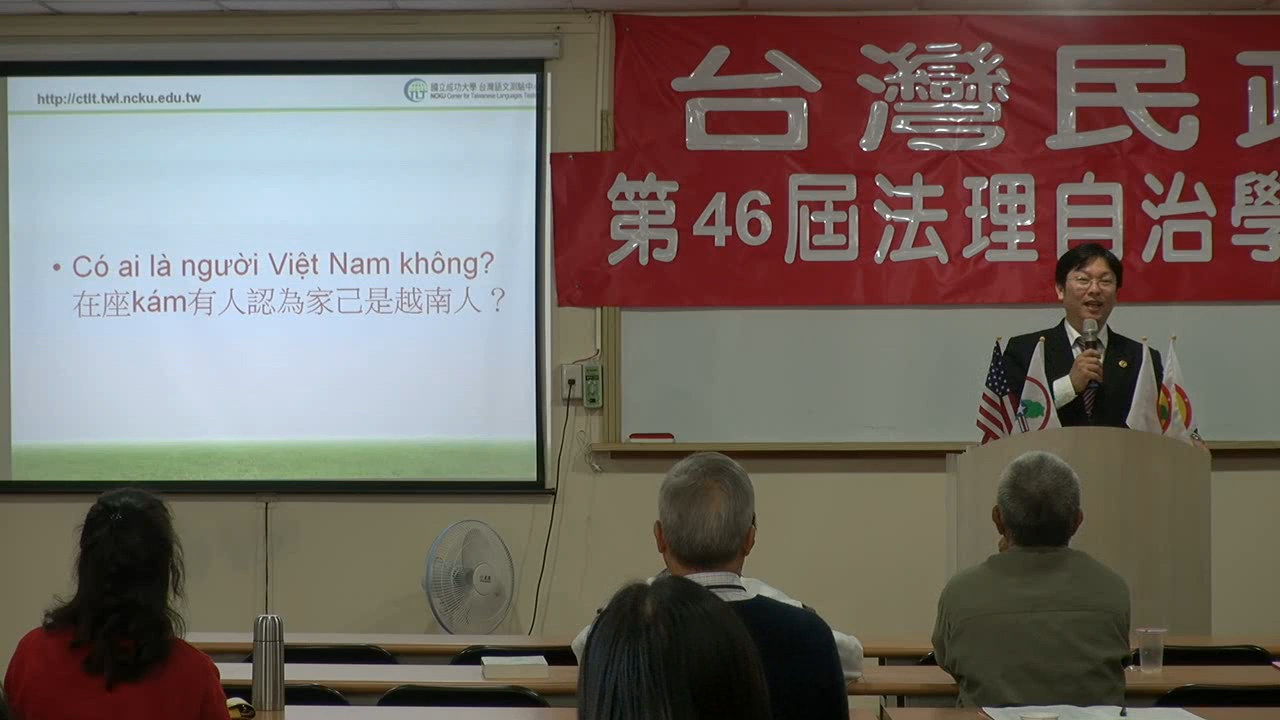 http://ctlt.twl.ncku.edu.tw
國立成功大學 台灣語文測驗中
NCKU Center for Taiwanese Languages Testi
• Có ai là người Việt Nam không?
在座kám有人認為家己是越南人？
台灣民政
第46屆法理自治學